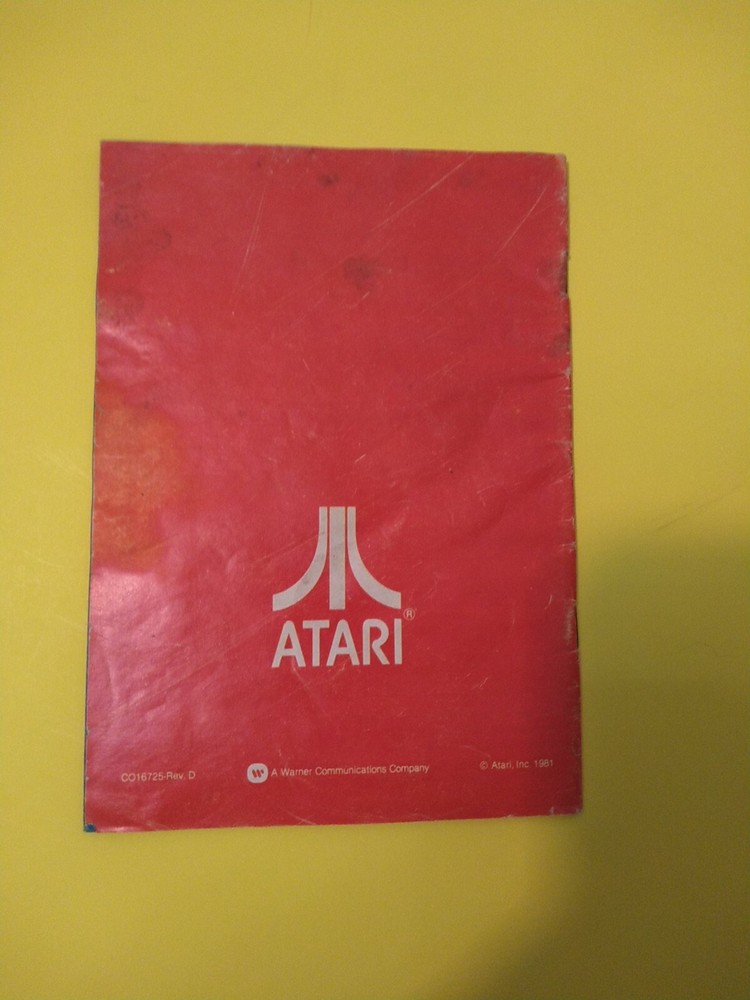 ATARI®
CO16725-Rev. D
W A Warner Communications Company
© Atari, Inc 1981